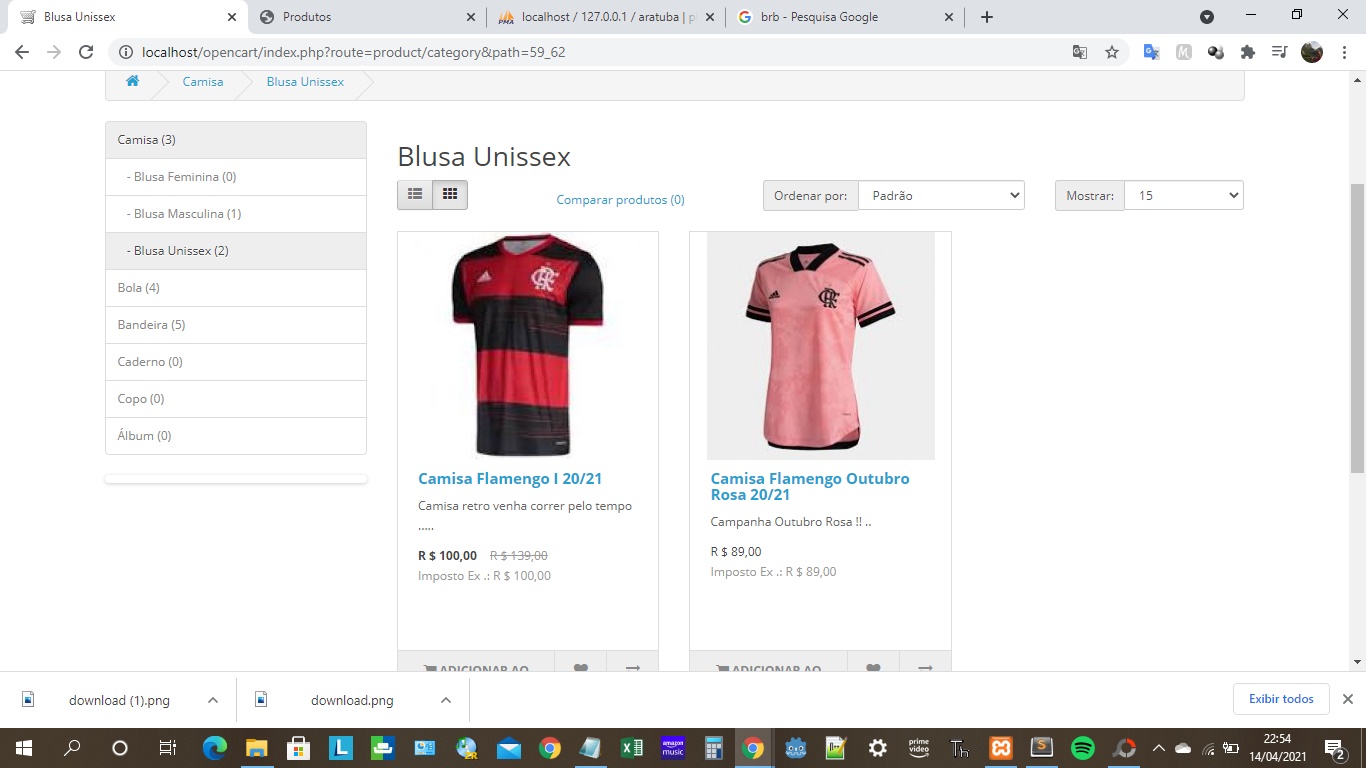 Blusa Unissex
Produtos
localhost / 127.0.0.1 / aratuba | p
brb - Pesquisa Google
localhost/opencart/index.php?route=product/category&path=59_62
Camisa
Blusa Unissex
Camisa (3)
- Blusa Feminina (0)
- Blusa Masculina (1)
- Blusa Unissex (2)
Bola (4)
Bandeira (5)
Caderno (0)
Copo (0)
Álbum (0)
Blusa Unissex
Comparar produtos (0)
Ordenar por:
Padrão
Mostrar:
15
Camisa Flamengo I 20/21
Camisa retro venha correr pelo tempo
.....
R $ 100,00 R $ 139,00
Imposto Ex .: R $ 100,00
ADICIONAR AO
Camisa Flamengo Outubro
Rosa 20/21
Campanha Outubro Rosa !! ..
R $ 89,00
Imposto Ex .: R $ 89,00
ADICIONAR AO
download (1).png
download.png
Exibir todos
amazon
music
prime
video
22:54
14/04/2021
2